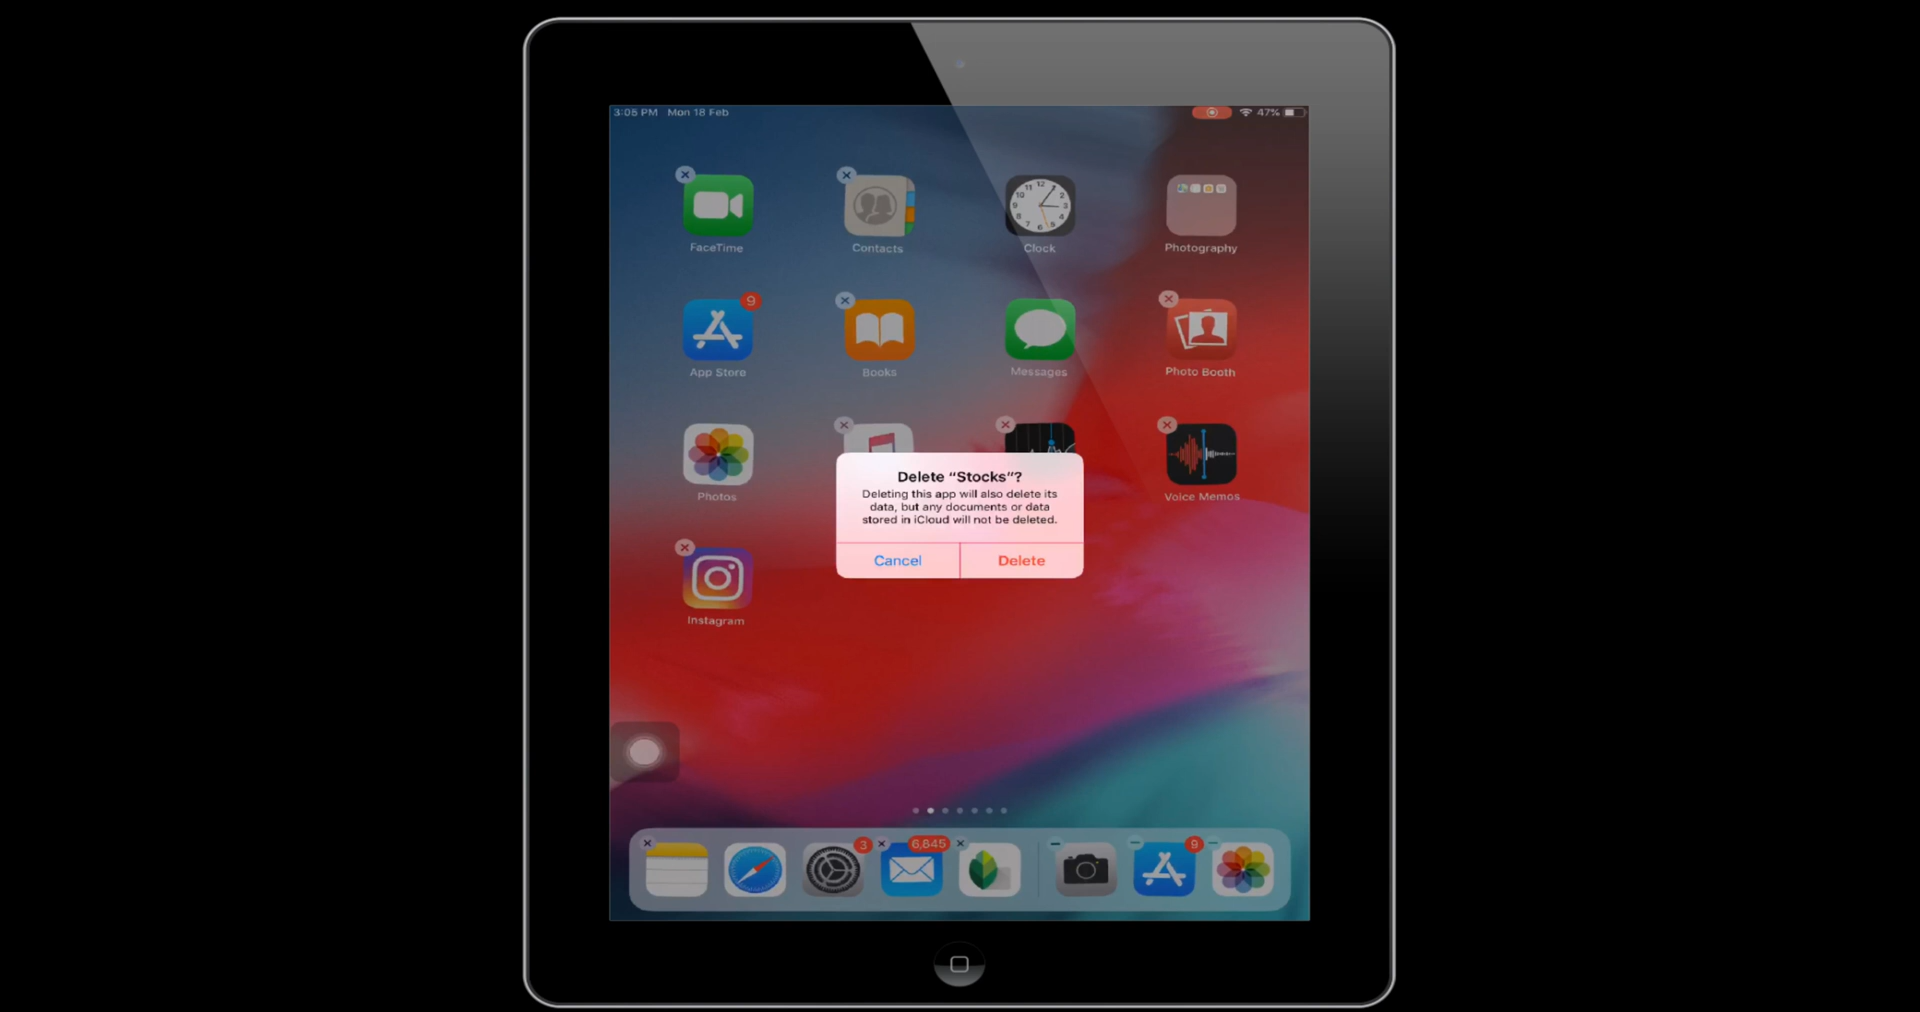 3:05 PM Mon 18 Feb
47%
FaceTime
Contacts
Clock
Photography
9
App Store
Books
Messages
Photo Booth
Photos
Voice Memos
Delete “Stocks”?
Deleting this app will also delete its
data, but any documents or data
stored in iCloud will not be deleted.
Cancel
Delete
Instagram
3
6,845
9